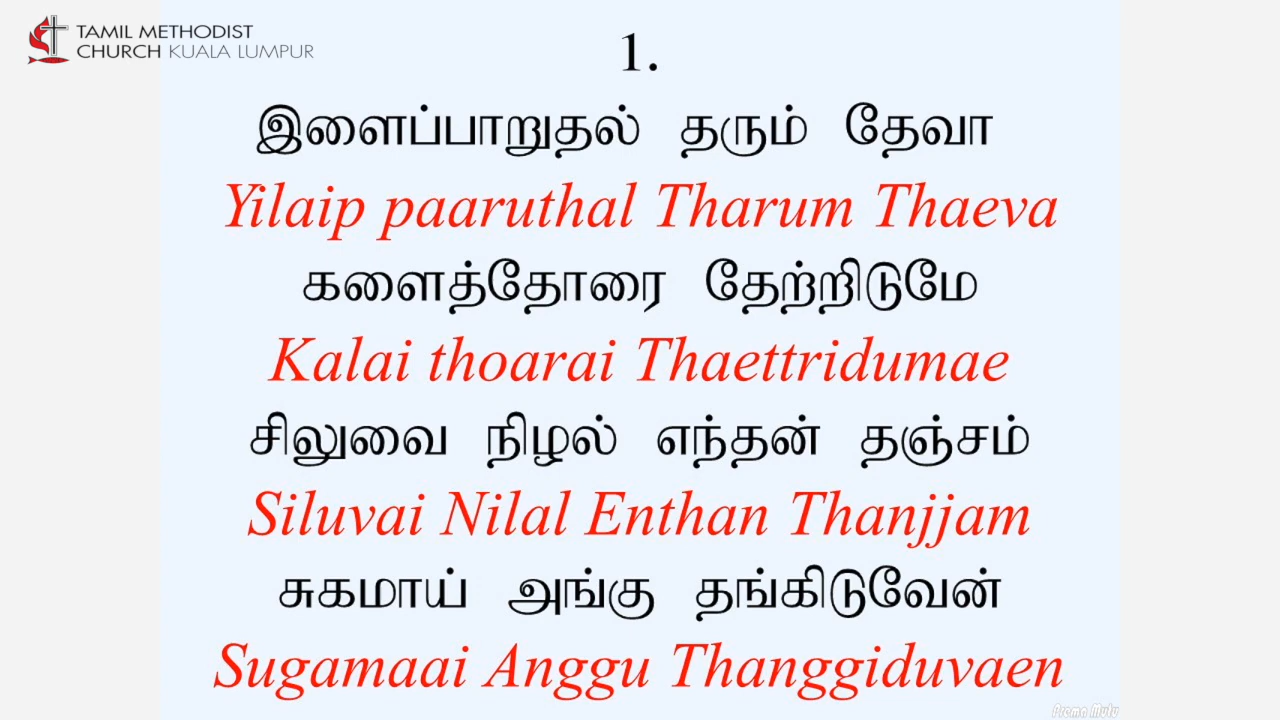 TAMIL METHODIST
CHURCH KUALA LUMPUR
1.
இளைப்பாறுதல் தரும் தேவா
Yilaip paaruthal Tharum Thaeva
களைத்தோரை தேற்றிடுமே
Kalai thoarai Thaettridumae
சிலுவை நிழல் எந்தன் தஞ்சம்
Siluvai Nilal Enthan Thanjjam
சுகமாய் அங்கு தங்கிடுவேன்
Sugamaai Anggu Thanggiduvaen